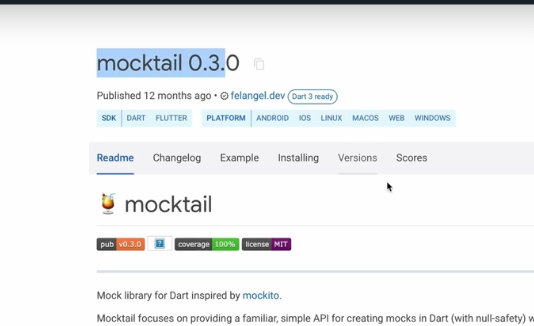 mocktail 0.3.0
Published 12 months ago • felangel.dev Dart 3 ready
SDK DART FLUTTER PLATFORM ANDROID IOS LINUX MACOS WEB WINDOWS
Readme Changelog Example Installing Versions Scores
mocktail
pub v0.3.0 ? coverage 100% license MIT
Mock library for Dart inspired by mockito.
Mocktail focuses on providing a familiar, simple API for creating mocks in Dart (with null-safety) w